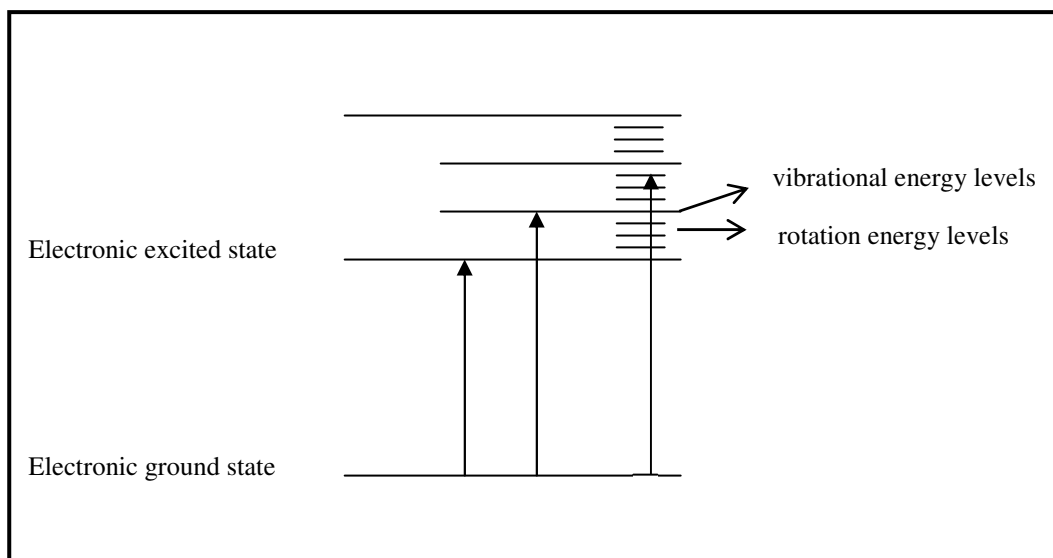 vibrational energy levels
rotation energy levels
Electronic excited state
Electronic ground state